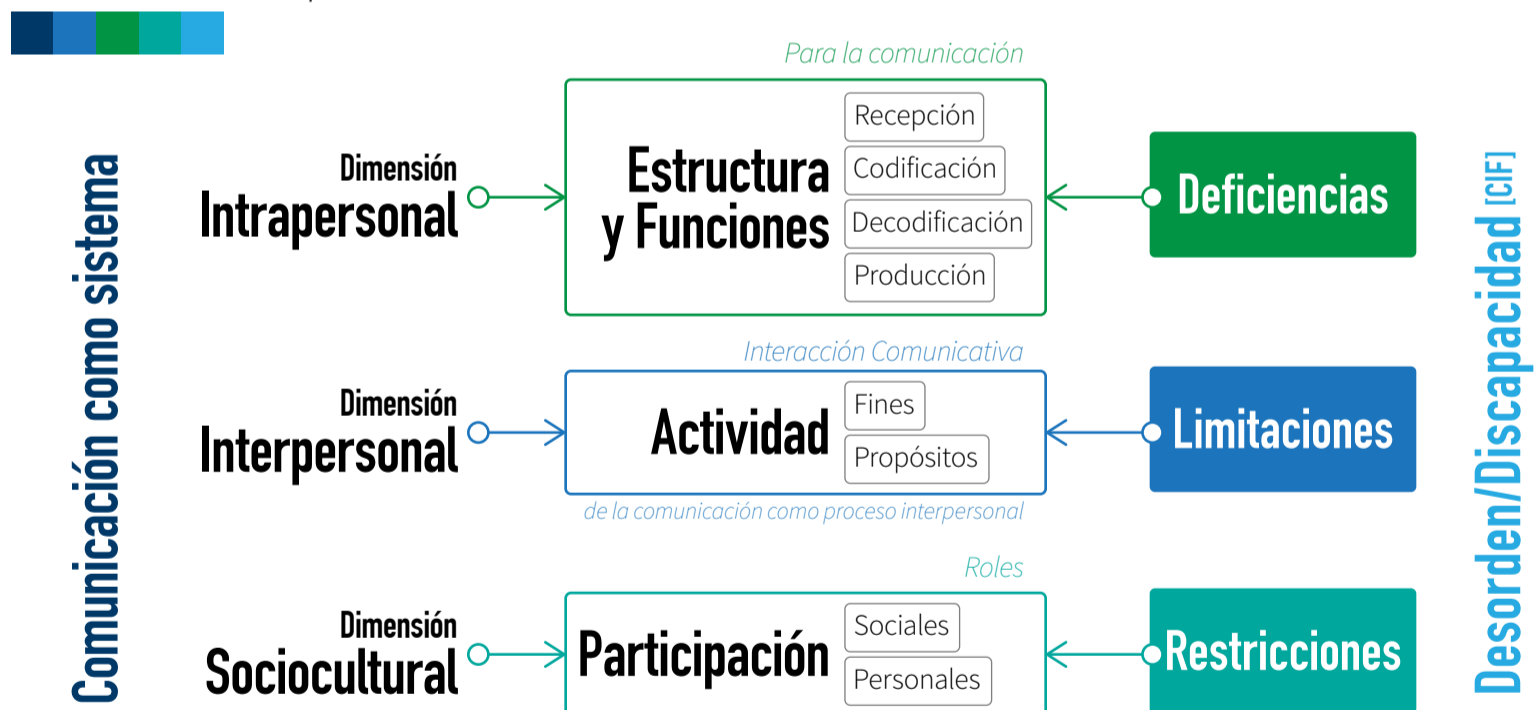 Comunicación como sistema
Para la comunicación
Dimensión
Intrapersonal
Estructura
y Funciones
Recepción
Codificación
Decodificación
Producción
Deficiencias
Interacción Comunicativa
Dimensión
Interpersonal
Actividad
Fines
Propósitos
Limitaciones
de la comunicación como proceso interpersonal
Roles
Dimensión
Sociocultural
Participación
Sociales
Personales
Restricciones
Desorden/Discapacidad [CIF]